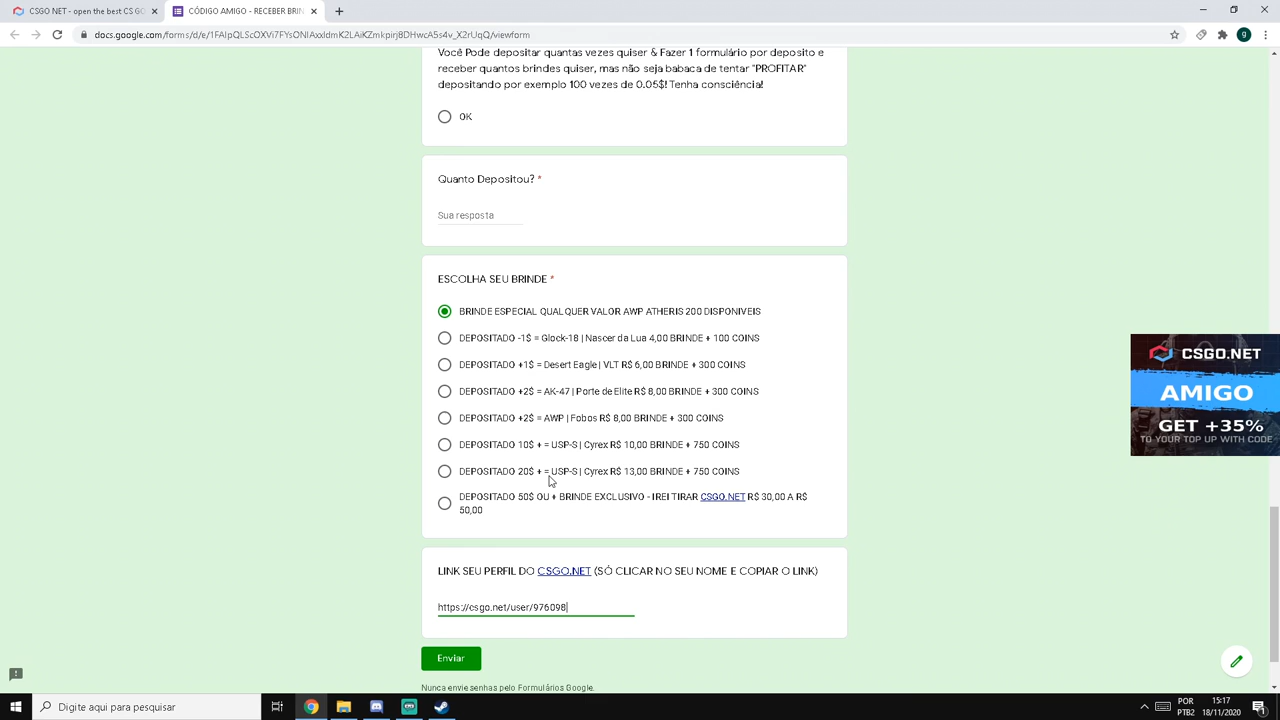 CSGO.NET - open the best CS GO
CÓDIGO AMIGO - RECEBER BRIN
docs.google.com/forms/d/e/1FAIpQLScOXVi7FYsONIAxxldmK2LAiKZmkpirj8DHwcA5s4v_X2rUqQ/viewform
g
Você Pode depositar quantas vezes quiser & Fazer 1 formulário por deposito e
receber quantos brindes quiser, mas não seja babaca de tentar "PROFITAR"
depositando por exemplo 100 vezes de 0.05$! Tenha consciência!
OK
Quanto Depositou? *
Sua resposta
ESCOLHA SEU BRINDE *
BRINDE ESPECIAL QUALQUER VALOR AWP ATHERIS 200 DISPONIVEIS
DEPOSITADO -1$ = Glock-18 | Nascer da Lua 4,00 BRINDE + 100 COINS
DEPOSITADO +1$ = Desert Eagle | VLT R$ 6,00 BRINDE + 300 COINS
DEPOSITADO +2$ = AK-47 | Porte de Elite R$ 8,00 BRINDE + 300 COINS
DEPOSITADO +2$ = AWP | Fobos R$ 8,00 BRINDE + 300 COINS
DEPOSITADO 10$ + = USP-S | Cyrex R$ 10,00 BRINDE + 750 COINS
DEPOSITADO 20$ + = USP-S | Cyrex R$ 13,00 BRINDE + 750 COINS
DEPOSITADO 50$ OU + BRINDE EXCLUSIVO - IREI TIRAR CSGO.NET R$ 30,00 A R$
50,00
LINK SEU PERFIL DO CSGO.NET (SÓ CLICAR NO SEU NOME E COPIAR O LINK)
https://csgo.net/user/976098
Enviar
Nunca envie senhas pelo Formulários Google.
CSGO.NET
AMIGO
GET +35%
TO YOUR TOP UP WITH CODE
Digite aqui para pesquisar
POR
PTB2
15:17
18/11/2020
1